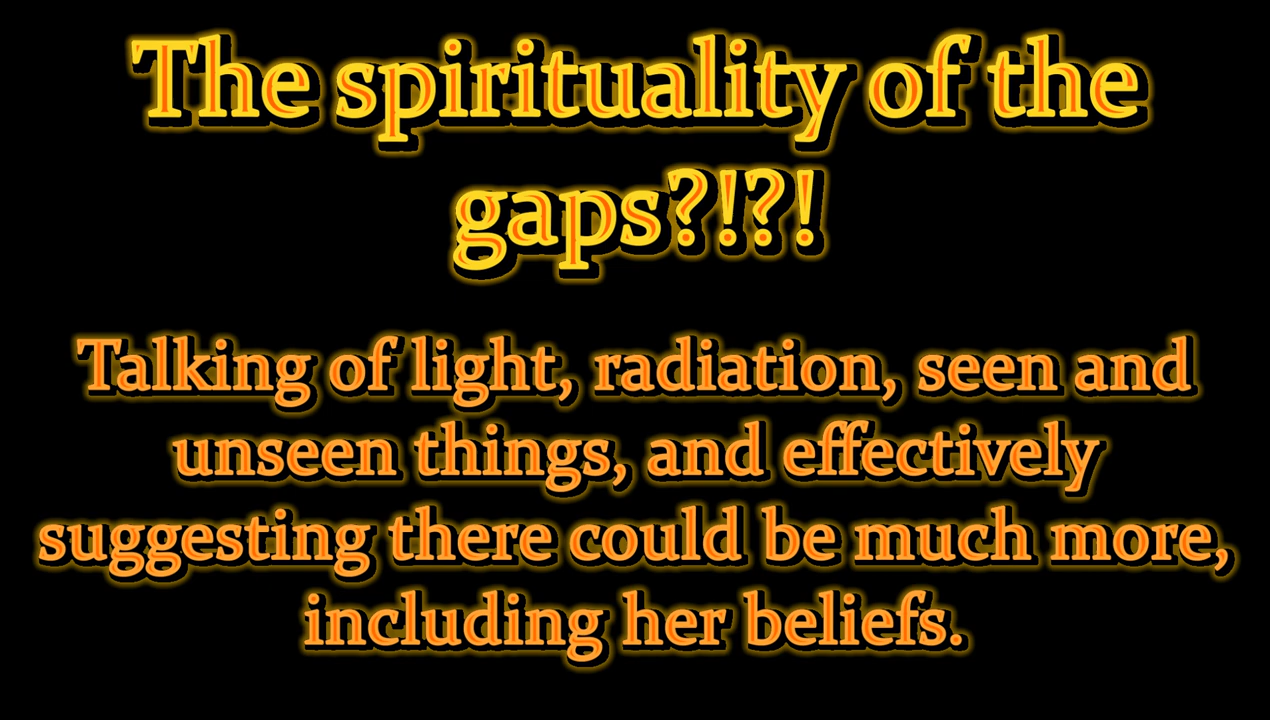 The spirituality of the
gaps?!?!
Talking of light, radiation, seen and
unseen things, and effectively
suggesting there could be much more,
including her beliefs.